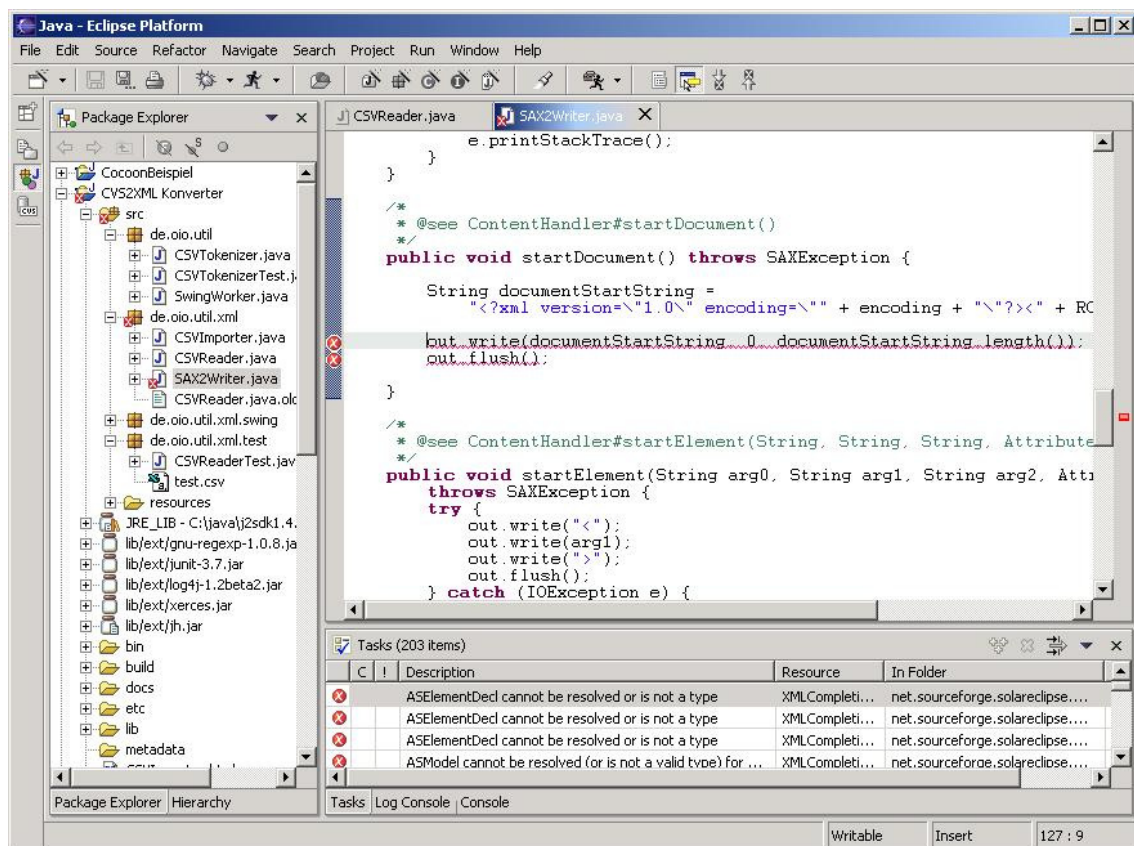 Java - Eclipse Platform
File Edit Source Refactor Navigate Search Project Run Window Help
Package Explorer
CocoonBeispiel
CVS2XML Konverter
src
de.oio.util
CSVTokenizer.java
CSVTokenizerTest.j
SwingWorker.java
de.oio.util.xml
CSVImporter.java
CSVReader.java
SAX2Writer.java
CSVReader.java.old
de.oio.util.xml.swing
de.oio.util.xml.test
CSVReaderTest.jav
test.csv
resources
JRE_LIB - C:\java\j2sdk1.4.
lib/ext/gnu-regexp-1.0.8.ja
lib/ext/junit-3.7.jar
lib/ext/log4j-1.2beta2.jar
lib/ext/xerces.jar
lib/ext/jh.jar
bin
build
docs
etc
lib
metadata
Package Explorer Hierarchy
CSVReader.java SAX2Writer.java
e.printStackTrace();
}
}
/*
* @see ContentHandler#startDocument()
*/
public void startDocument() throws SAXException {
String documentStartString =
"<?xml version=\"1.0\" encoding=\"" + encoding + "\"?><" + RO
out.write(documentStartString, 0, documentStartString.length());
out.flush();
}
/*
* @see ContentHandler#startElement(String, String, String, Attribute
*/
public void startElement(String arg0, String arg1, String arg2, Attri
throws SAXException {
try {
out.write("<");
out.write(arg1);
out.write(">");
out.flush();
} catch (IOException e) {
Tasks (203 items)
C ! Description Resource In Folder
ASElementDecl cannot be resolved or is not a type XMLCompleti... net.sourceforge.solareclipse....
ASElementDecl cannot be resolved or is not a type XMLCompleti... net.sourceforge.solareclipse....
ASElementDecl cannot be resolved or is not a type XMLCompleti... net.sourceforge.solareclipse....
ASModel cannot be resolved (or is not a valid type) for ... XMLCompleti... net.sourceforge.solareclipse....
Tasks Log Console Console
Writable Insert 127 : 9